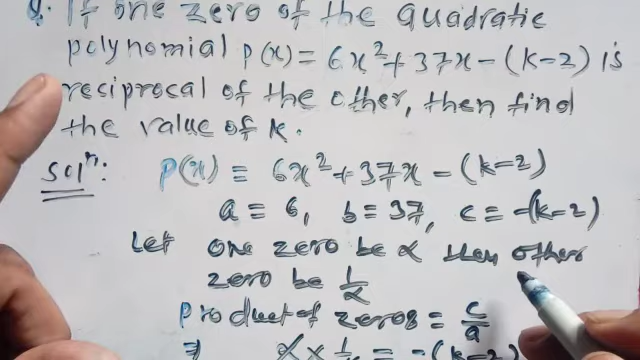 Q. If one zero of the quadratic
polynomial p(x) = 6x² + 37x - (k-2) is
reciprocal of the other, then find
the value of k.
Solⁿ: p(x) = 6x² + 37x - (k-2)
a = 6, b = 37, c = -(k-2)
Let one zero be α then other
zero be 1/α
product of zeros = c/a
⇒ α × 1/α = -(k-2)